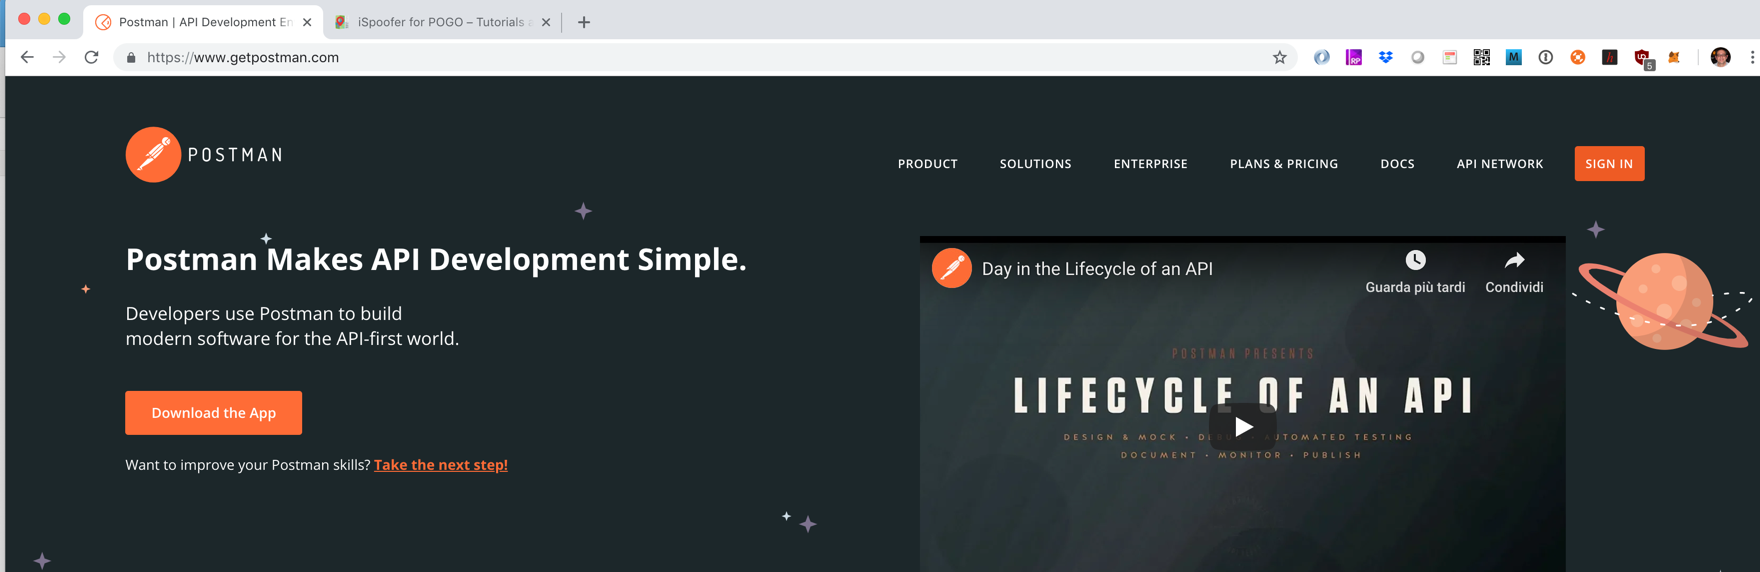 Postman | API Development En
iSpoofer for POGO – Tutorials a
https://www.getpostman.com
RP
M
5
POSTMAN
PRODUCT
SOLUTIONS
ENTERPRISE
PLANS & PRICING
DOCS
API NETWORK
SIGN IN
Postman Makes API Development Simple.
Developers use Postman to build
modern software for the API-first world.
Download the App
Want to improve your Postman skills? Take the next step!
Day in the Lifecycle of an API
Guarda più tardi
Condividi
POSTMAN PRESENTS
LIFECYCLE OF AN API
DESIGN & MOCK • DEBUG • AUTOMATED TESTING
DOCUMENT • MONITOR • PUBLISH